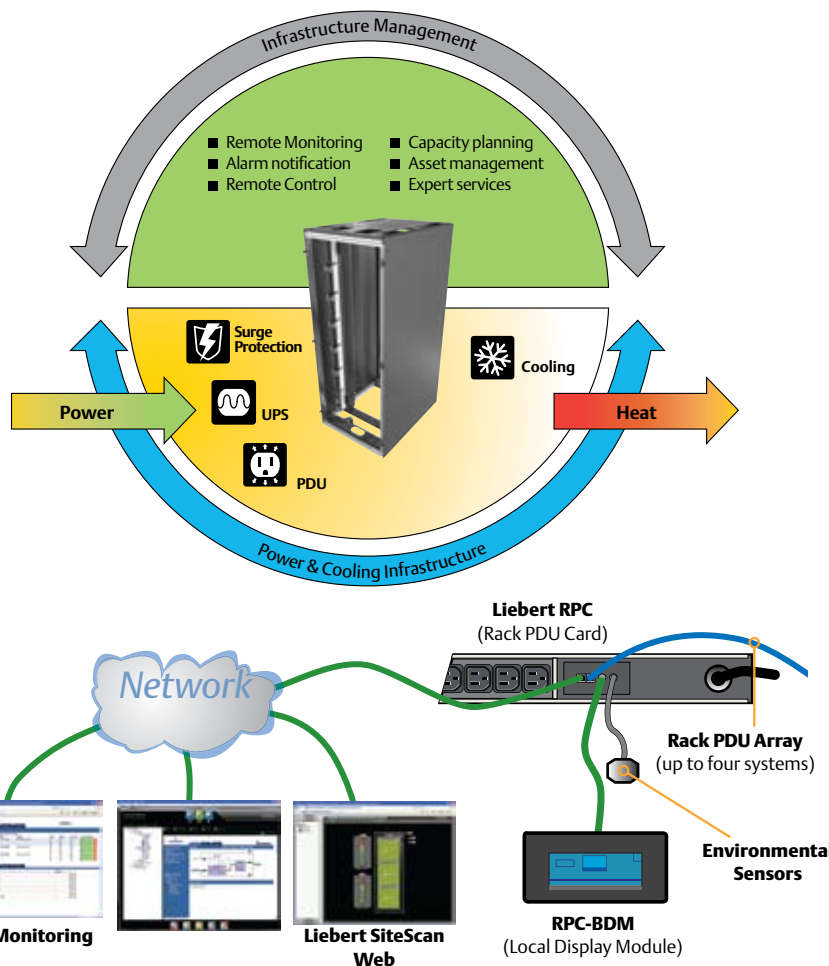 Infrastructure Management
Remote Monitoring
Alarm notification
Remote Control
Capacity planning
Asset management
Expert services
Surge
Protection
Cooling
Power
UPS
Heat
PDU
Power & Cooling Infrastructure
Liebert RPC
(Rack PDU Card)
Network
Rack PDU Array
(up to four systems)
Environmental
Sensors
Monitoring
Liebert SiteScan
Web
RPC-BDM
(Local Display Module)